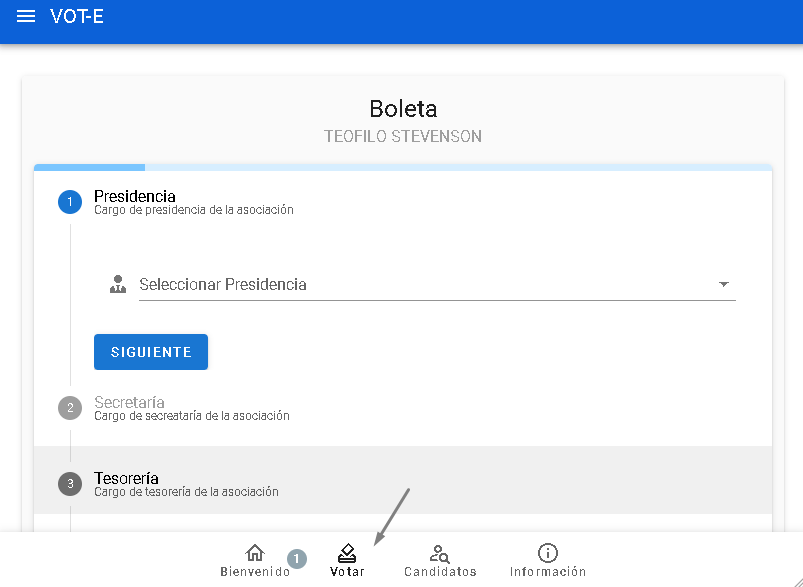 VOT-E
Boleta
TEOFILO STEVENSON
1
Presidencia
Cargo de presidencia de la asociación
Seleccionar Presidencia
SIGUIENTE
2
Secretaría
Cargo de secreataría de la asociación
3
Tesorería
Cargo de tesorería de la asociación
Bienvenido
1
Votar
Candidatos
Información